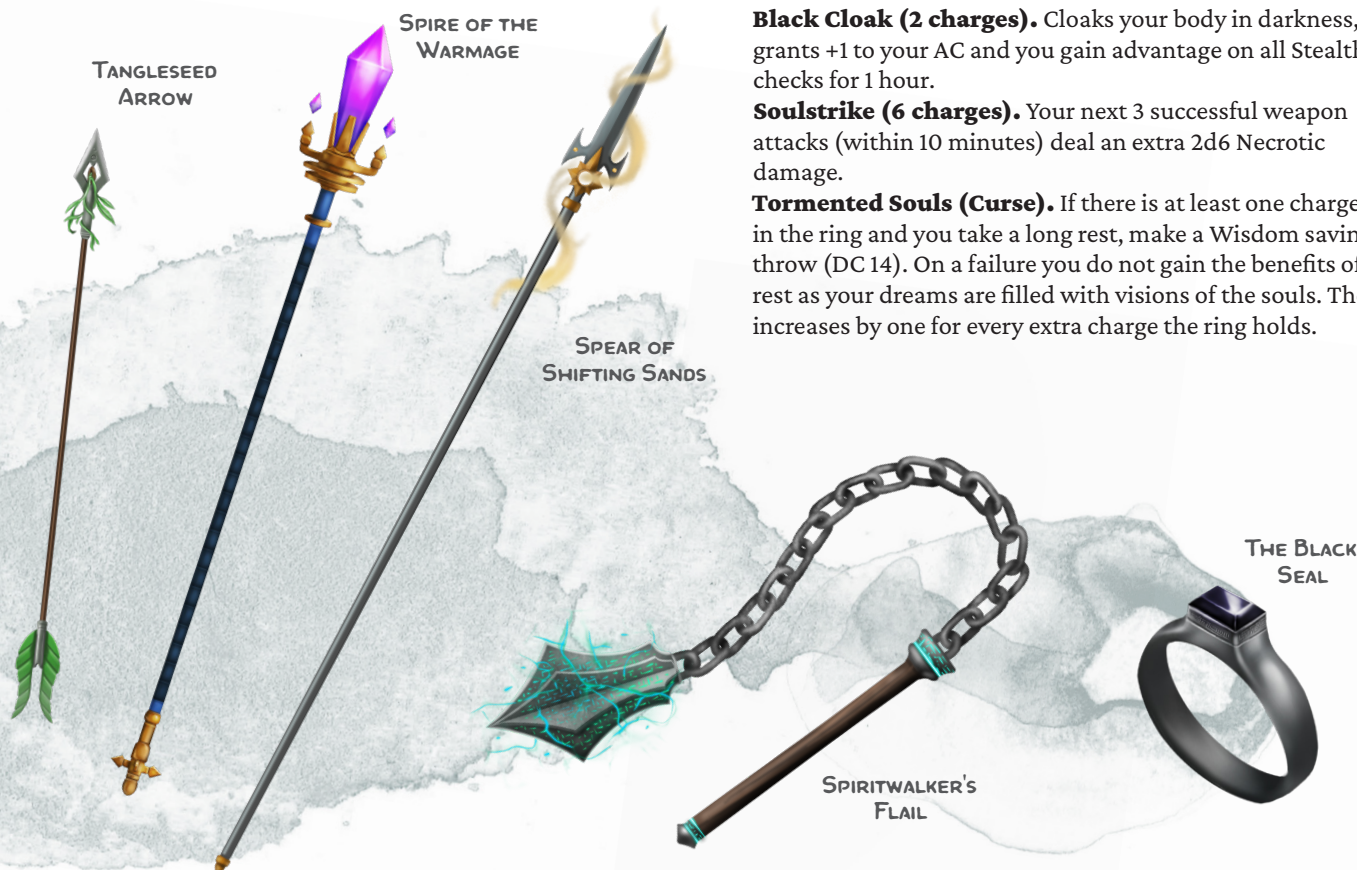 TANGLESEED
ARROW
SPIRE OF THE
WARMAGE
SPEAR OF
SHIFTING SANDS
Black Cloak (2 charges). Cloaks your body in darkness,
grants +1 to your AC and you gain advantage on all Stealth
checks for 1 hour.
Soulstrike (6 charges). Your next 3 successful weapon
attacks (within 10 minutes) deal an extra 2d6 Necrotic
damage.
Tormented Souls (Curse). If there is at least one charge
in the ring and you take a long rest, make a Wisdom savin
throw (DC 14). On a failure you do not gain the benefits of
rest as your dreams are filled with visions of the souls. Th
increases by one for every extra charge the ring holds.
THE BLACK
SEAL
SPIRITWALKER'S
FLAIL